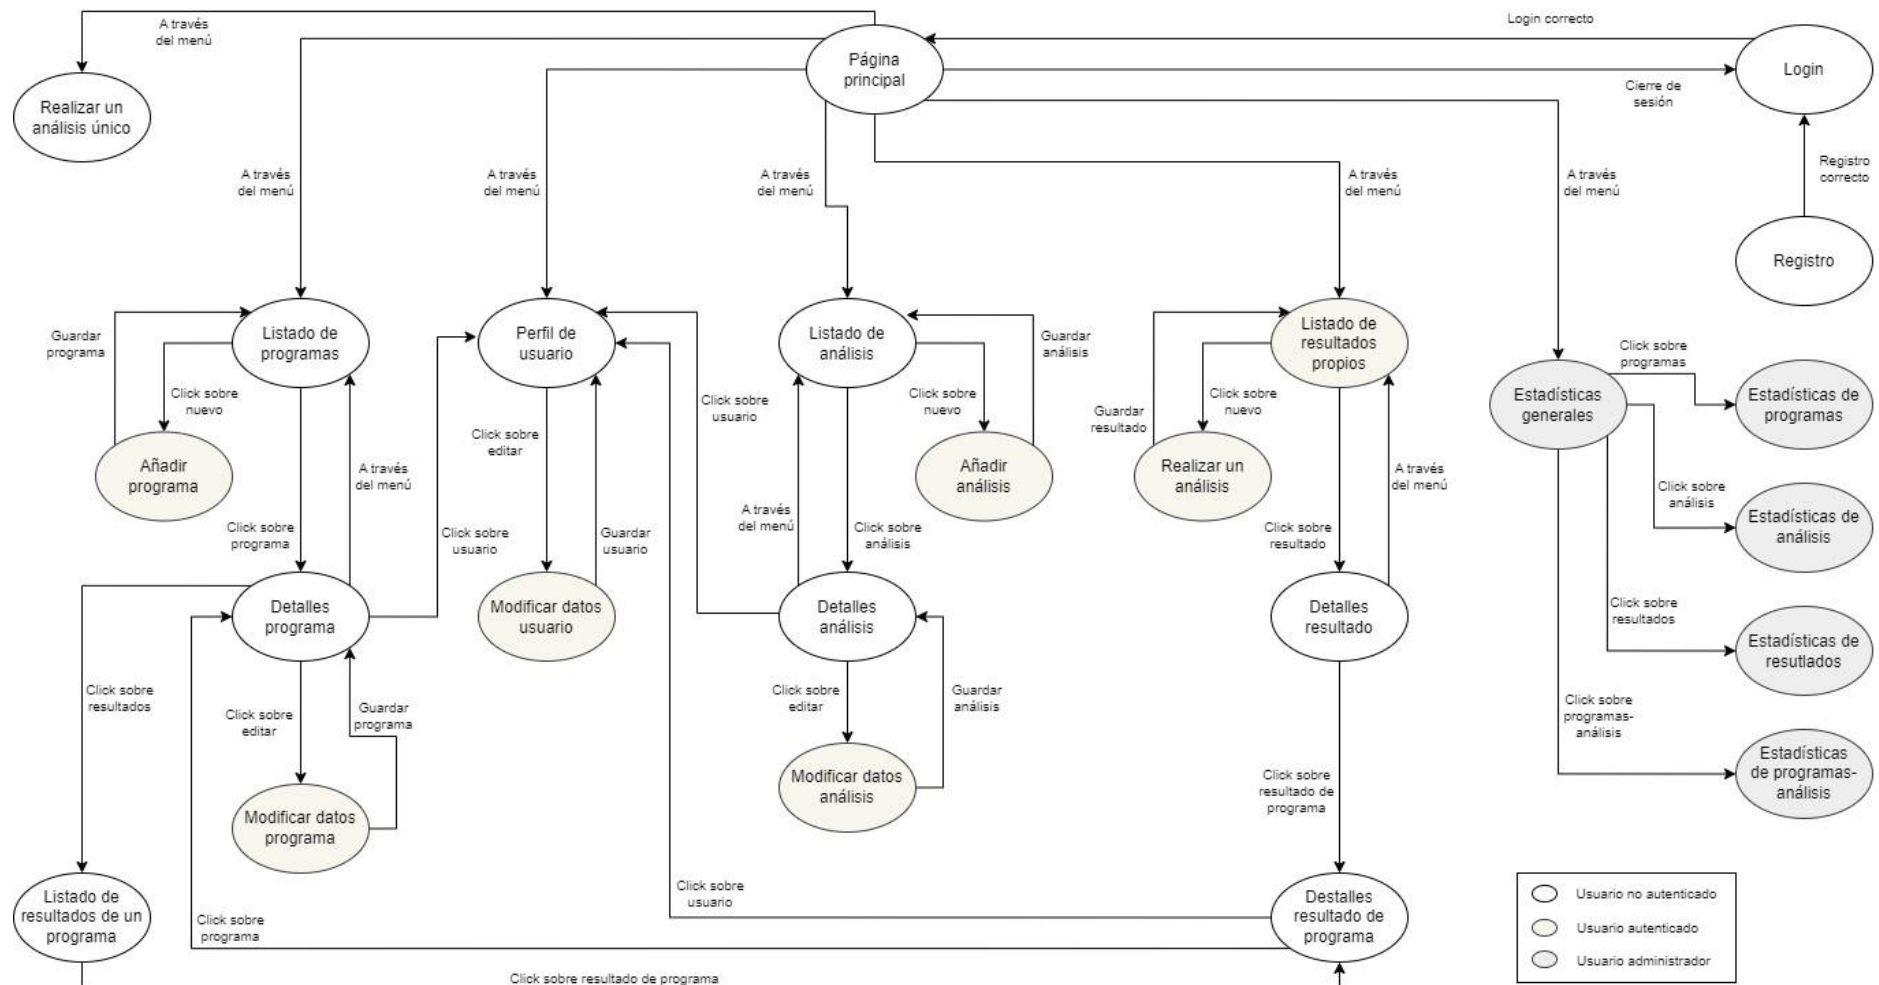 A través
del menú
Login correcto
Página
principal
Login
Cierre de
sesión
Realizar un
análisis único
A través
del menú
A través
del menú
A través
del menú
A través
del menú
A través
del menú
Registro
correcto
Registro
Guardar
programa
Listado de
programas
Perfil de
usuario
Listado de
análisis
Guardar
análisis
Listado de
resultados
propios
Click sobre
programas
Click sobre
nuevo
Click sobre
usuario
Click sobre
nuevo
Guardar
resultado
Click sobre
nuevo
Estadísticas
generales
Estadísticas de
programas
Añadir
programa
A través
del menú
Click sobre
editar
Añadir
análisis
Realizar un
análisis
A través
del menú
Click sobre
análisis
Click sobre
programa
Click sobre
usuario
Guardar
usuario
A través
del menú
Click sobre
análisis
Click sobre
resultado
Estadísticas de
análisis
Detalles
programa
Modificar datos
usuario
Detalles
análisis
Detalles
resultado
Click sobre
resultados
Estadísticas de
resutlados
Click sobre
resultados
Click sobre
editar
Guardar
programa
Click sobre
editar
Guardar
análisis
Click sobre
programas-
análisis
Modificar datos
programa
Modificar datos
análisis
Click sobre
resultado de
programa
Estadísticas
de programas-
análisis
Listado de
resultados de un
programa
Click sobre
programa
Click sobre
usuario
Destalles
resultado de
programa
Usuario no autenticado
Usuario autenticado
Usuario administrador
Click sobre resultado de programa